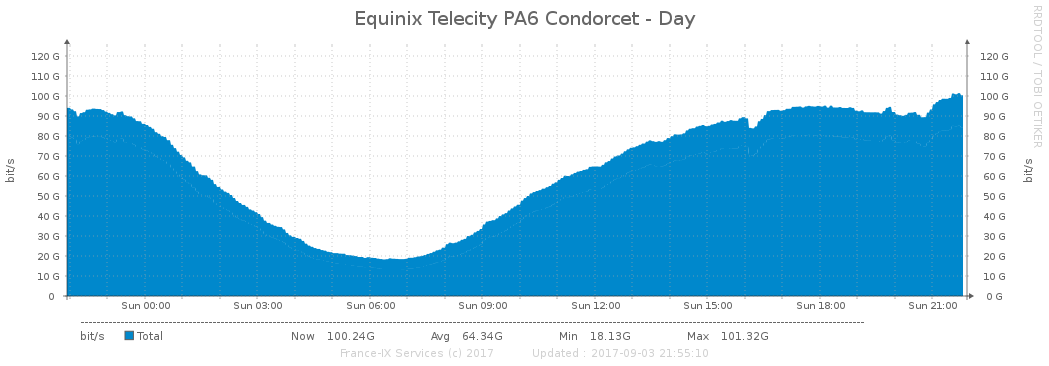 Equinix Telecity PA6 Condorcet - Day
RRDTOOL / TOBI OETIKER
bit/s
120 G 120 G
110 G 110 G
100 G 100 G
90 G 90 G
80 G 80 G
70 G 70 G
60 G 60 G
50 G 50 G
40 G 40 G
30 G 30 G
20 G 20 G
10 G 10 G
0 0 G
bit/s
Sun 00:00 Sun 03:00 Sun 06:00 Sun 09:00 Sun 12:00 Sun 15:00 Sun 18:00 Sun 21:00
bit/s Total Now 100.24G Avg 64.34G Min 18.13G Max 101.32G
France-IX Services (c) 2017 Updated : 2017-09-03 21:55:10